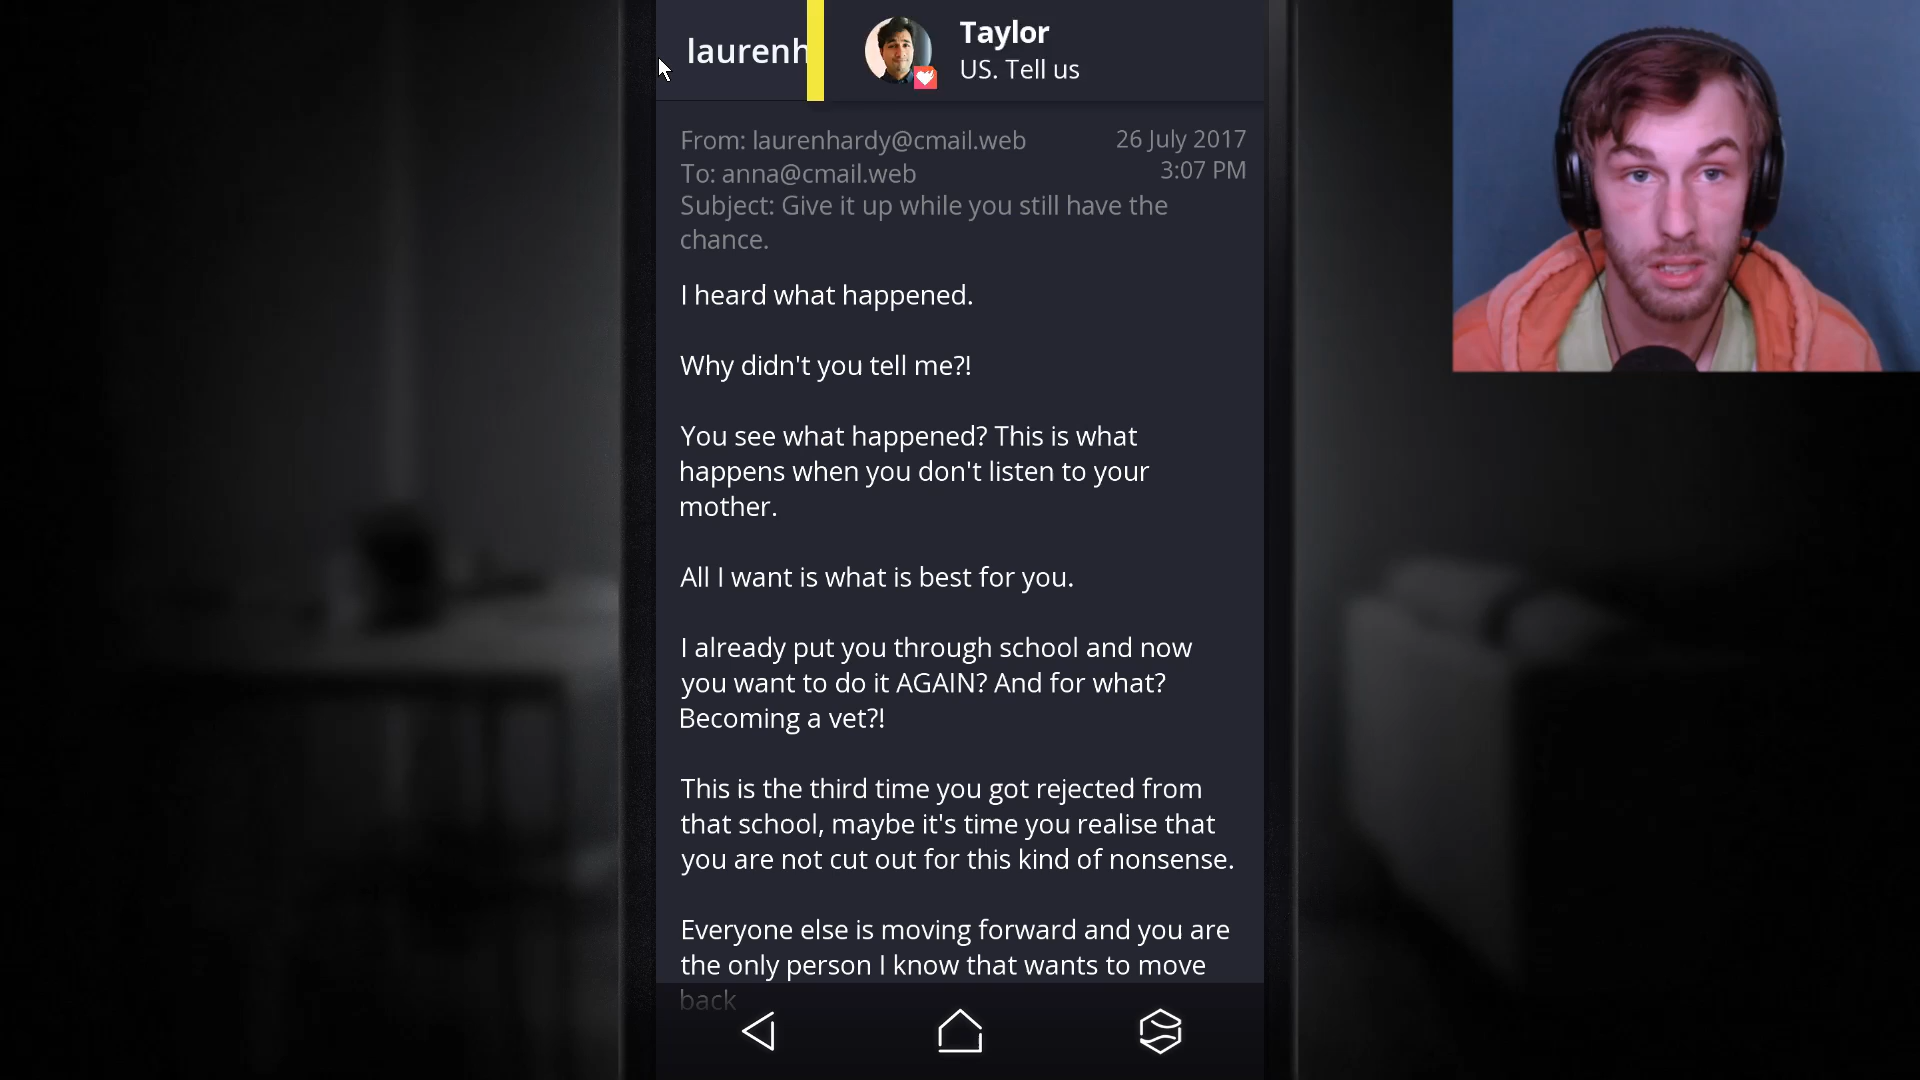 laurenh
Taylor
US. Tell us
From: laurenhardy@cmail.web
26 July 2017
To: anna@cmail.web
3:07 PM
Subject: Give it up while you still have the
chance.
I heard what happened.
Why didn't you tell me?!
You see what happened? This is what
happens when you don't listen to your
mother.
All I want is what is best for you.
I already put you through school and now
you want to do it AGAIN? And for what?
Becoming a vet?!
This is the third time you got rejected from
that school, maybe it's time you realise that
you are not cut out for this kind of nonsense.
Everyone else is moving forward and you are
the only person I know that wants to move
back